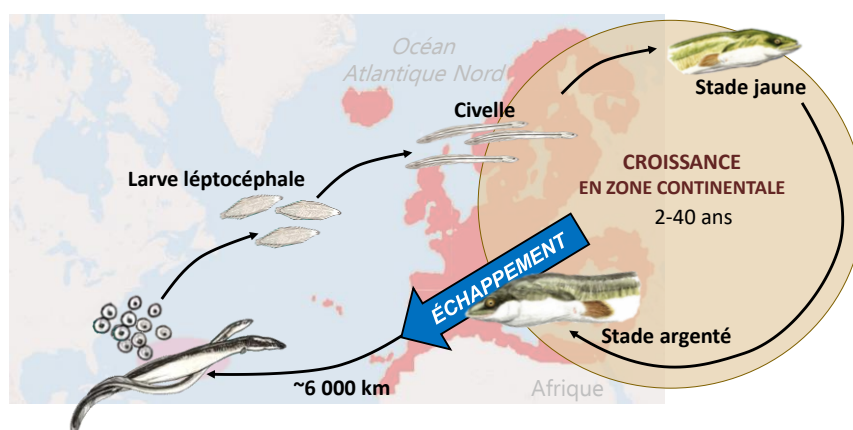 Océan
Atlantique Nord
Stade jaune
Civelle
CROISSANCE
EN ZONE CONTINENTALE
2-40 ans
Larve léptocéphale
ÉCHAPPEMENT
Stade argenté
~6 000 km
Afrique